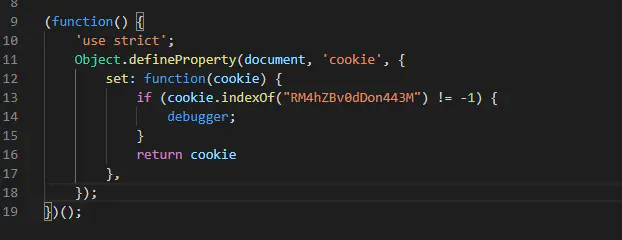 8
9 (function() {
10     'use strict';
11     Object.defineProperty(document, 'cookie', {
12         set: function(cookie) {
13             if (cookie.indexOf("RM4hZBv0dDon443M") != -1) {
14                 debugger;
15             }
16             return cookie
17         },
18     });
19 })();